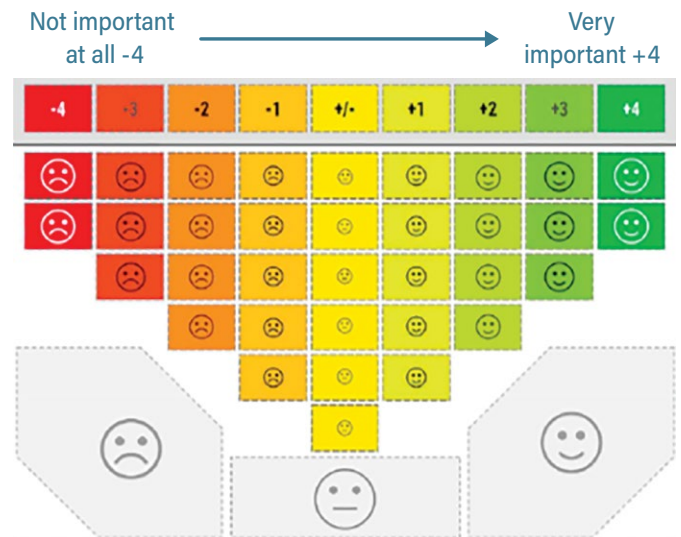 Not important
at all -4
Very
important +4
-4 -3 -2 -1 +/- +1 +2 +3 +4